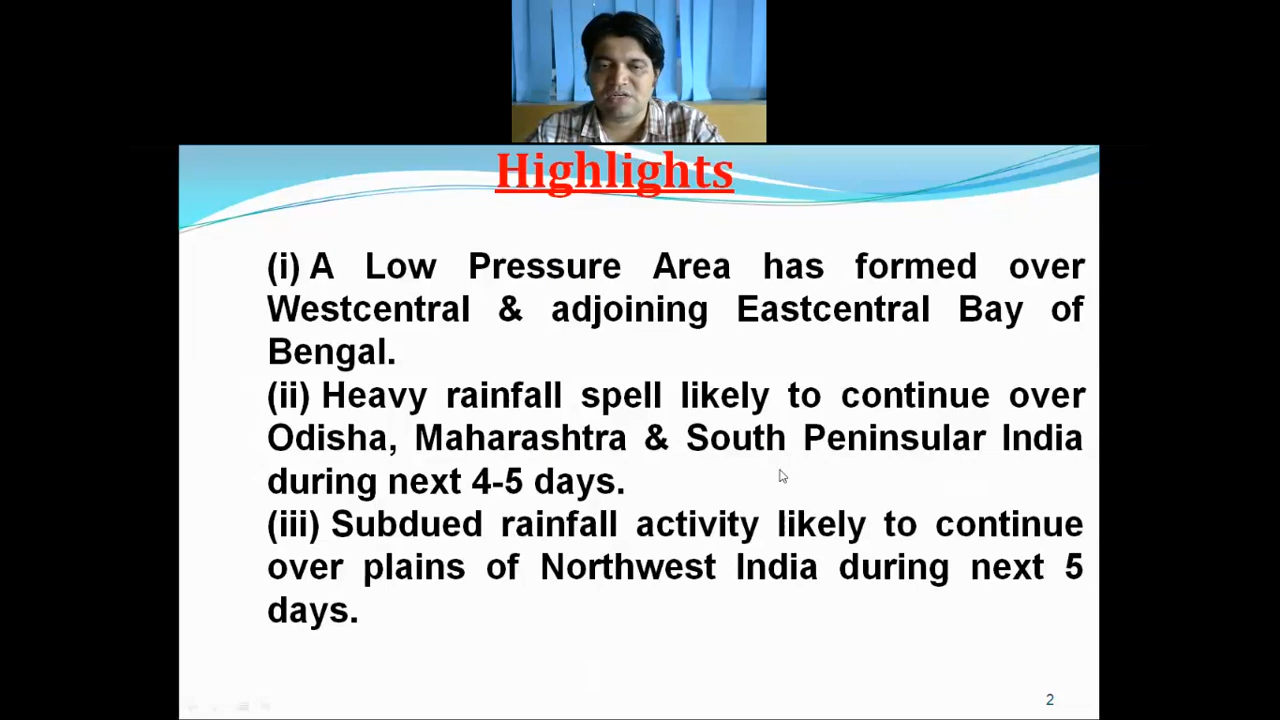 Highlights
(i) A Low Pressure Area has formed over
Westcentral & adjoining Eastcentral Bay of
Bengal.
(ii) Heavy rainfall spell likely to continue over
Odisha, Maharashtra & South Peninsular India
during next 4-5 days.
(iii) Subdued rainfall activity likely to continue
over plains of Northwest India during next 5
days.
2